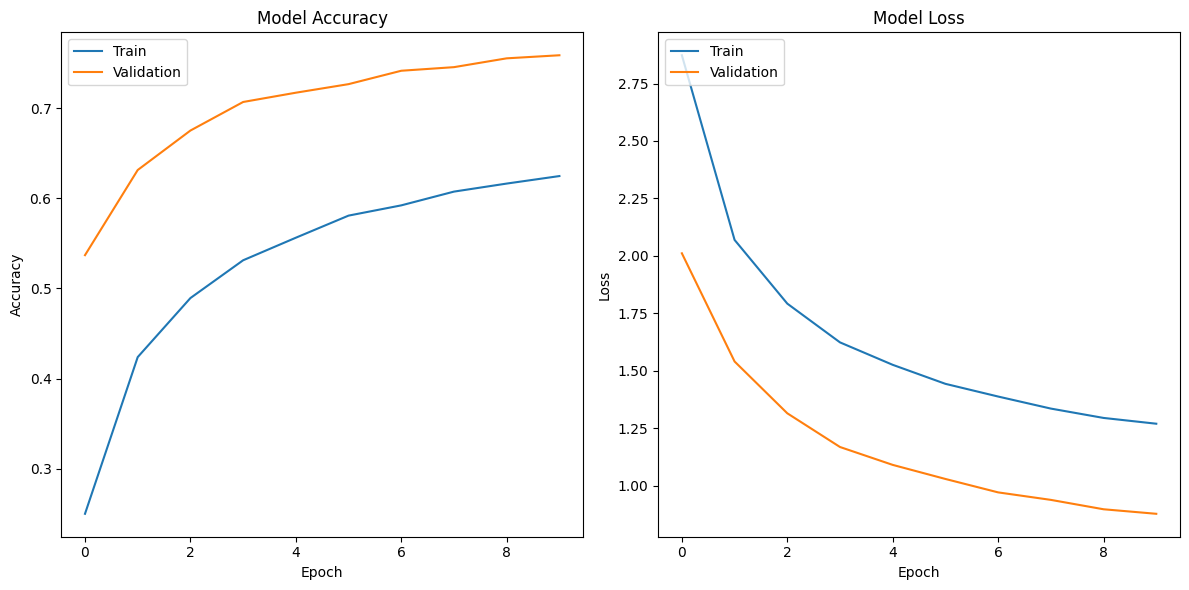 Model Accuracy
Train
Validation
0.7
0.6
0.5
0.4
0.3
Accuracy
0 2 4 6 8
Epoch
Model Loss
Train
Validation
2.75
2.50
2.25
2.00
1.75
1.50
1.25
1.00
Loss
0 2 4 6 8
Epoch